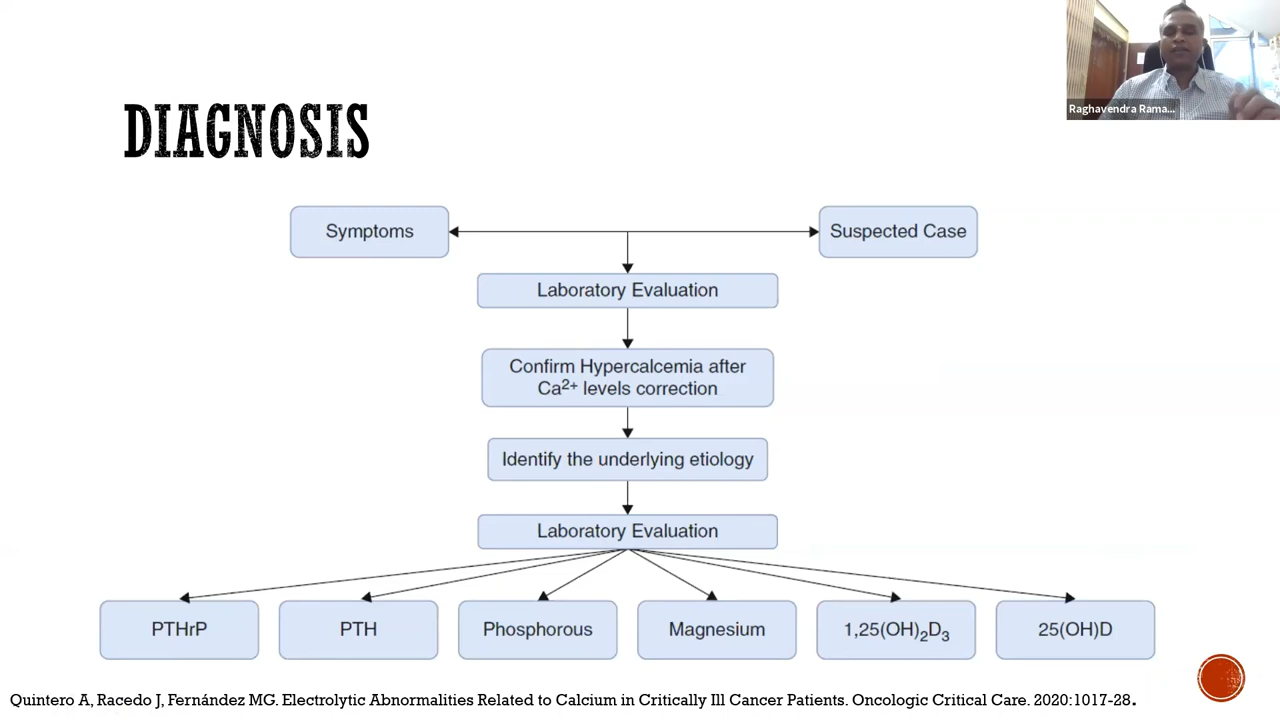 Raghavendra Rama...
DIAGNOSIS
Symptoms
Suspected Case
Laboratory Evaluation
Confirm Hypercalcemia after
Ca²⁺ levels correction
Identify the underlying etiology
Laboratory Evaluation
PTHrP
PTH
Phosphorous
Magnesium
1,25(OH)₂D₃
25(OH)D
Quintero A, Racedo J, Fernández MG. Electrolytic Abnormalities Related to Calcium in Critically Ill Cancer Patients. Oncologic Critical Care. 2020:1017-28.